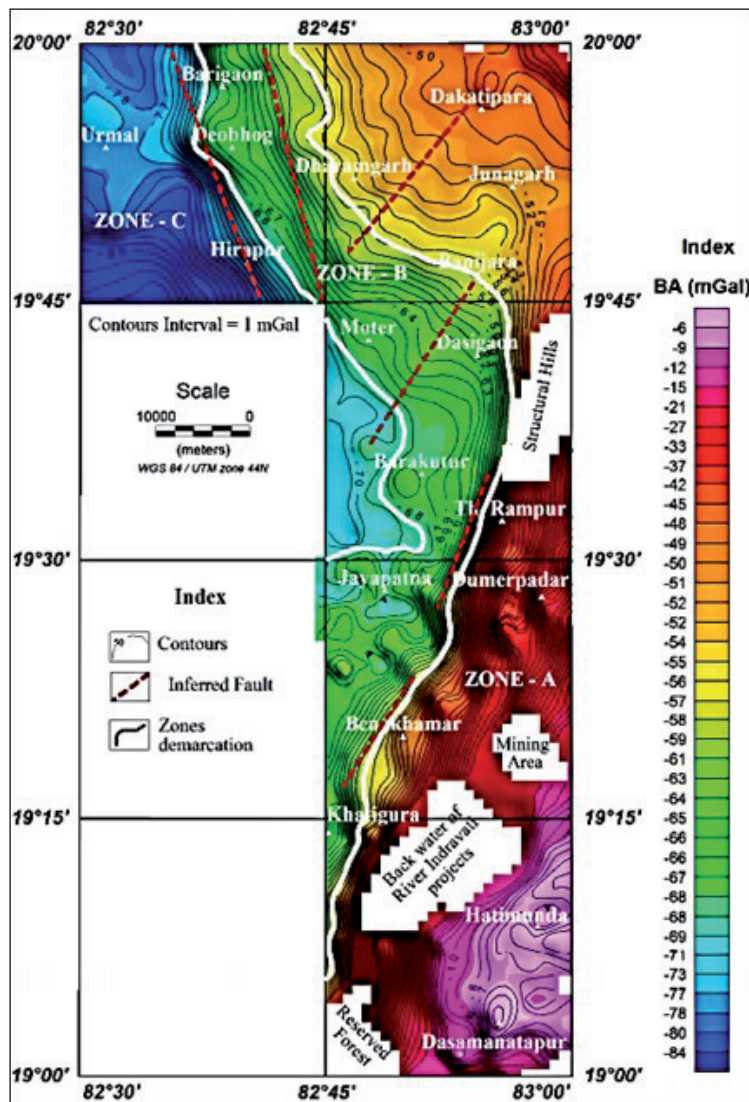 82°30' 82°45' 83°00'
20°00' 20°00'
Barigaon
Dakatipara
Urmal
Deobhog
Dharamgarh
Junagarh
ZONE - C
Hirapur
ZONE - B
Banijara
19°45' 19°45'
Contours Interval = 1 mGal
Moter
Dasigaon
Scale
10000 0
(meters)
WGS 84 / UTM zone 44N
Structural Hills
Barakutur
Th. Rampur
19°30' 19°30'
Jayapatna
Dumerpadar
Index
50
Contours
Inferred Fault
Zones
demarcation
ZONE - A
Mining
Area
19°15' 19°15'
Khaligura
Back water of
River Indravati
projects
Hatimunda
Reserved
Forest
Dasamanatapur
19°00' 19°00'
82°30' 82°45' 83°00'
Index
BA (mGal)
-6
-9
-12
-15
-21
-27
-33
-37
-42
-45
-48
-49
-50
-51
-52
-52
-54
-55
-56
-57
-58
-59
-61
-63
-64
-65
-66
-66
-67
-68
-68
-69
-71
-73
-77
-78
-80
-84